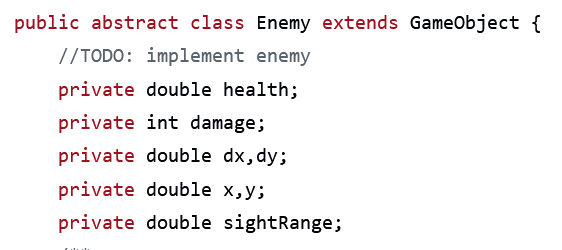 public abstract class Enemy extends GameObject {
//TODO: implement enemy
private double health;
private int damage;
private double dx,dy;
private double x,y;
private double sightRange;